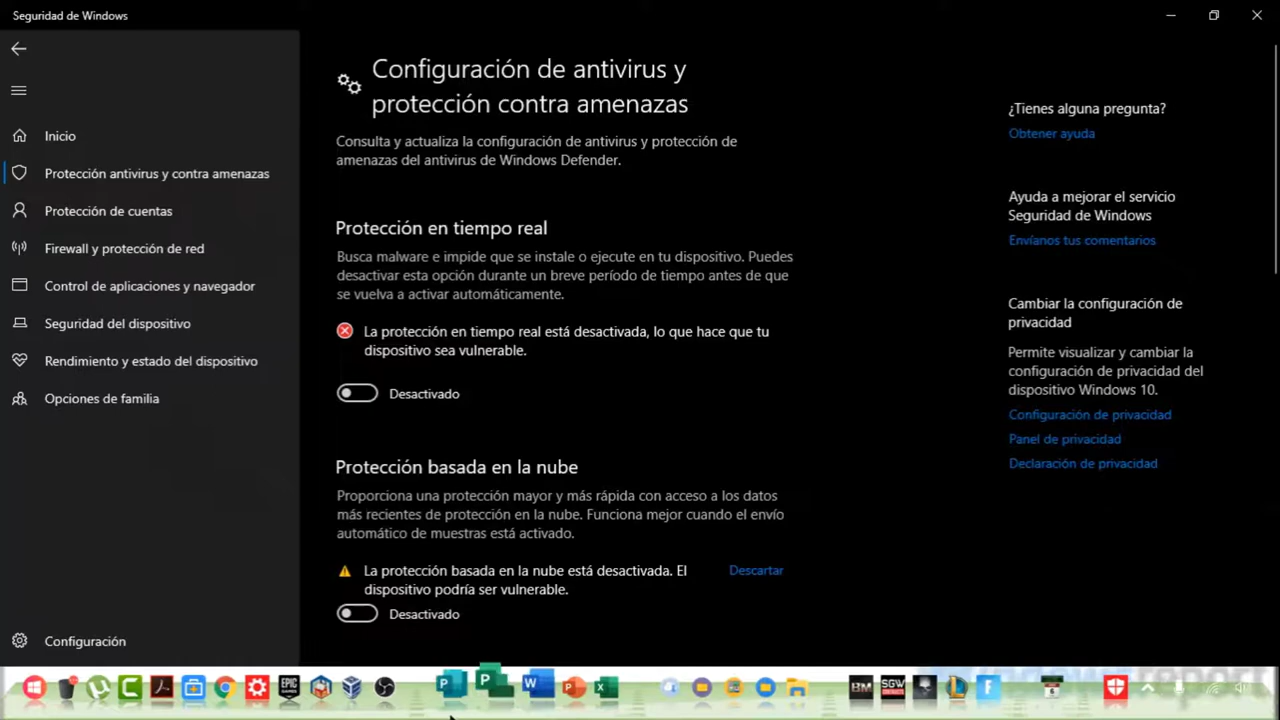 Seguridad de Windows
Inicio
Protección antivirus y contra amenazas
Protección de cuentas
Firewall y protección de red
Control de aplicaciones y navegador
Seguridad del dispositivo
Rendimiento y estado del dispositivo
Opciones de familia
Configuración
Configuración de antivirus y
protección contra amenazas
Consulta y actualiza la configuración de antivirus y protección de
amenazas del antivirus de Windows Defender.
Protección en tiempo real
Busca malware e impide que se instale o ejecute en tu dispositivo. Puedes
desactivar esta opción durante un breve período de tiempo antes de que
se vuelva a activar automáticamente.
La protección en tiempo real está desactivada, lo que hace que tu
dispositivo sea vulnerable.
Desactivado
Protección basada en la nube
Proporciona una protección mayor y más rápida con acceso a los datos
más recientes de protección en la nube. Funciona mejor cuando el envío
automático de muestras está activado.
La protección basada en la nube está desactivada. El
dispositivo podría ser vulnerable.
Descartar
Desactivado
¿Tienes alguna pregunta?
Obtener ayuda
Ayuda a mejorar el servicio
Seguridad de Windows
Envíanos tus comentarios
Cambiar la configuración de
privacidad
Permite visualizar y cambiar la
configuración de privacidad del
dispositivo Windows 10.
Configuración de privacidad
Panel de privacidad
Declaración de privacidad
EPIC
GAMES
P
P
W
P
X
BM
SGW